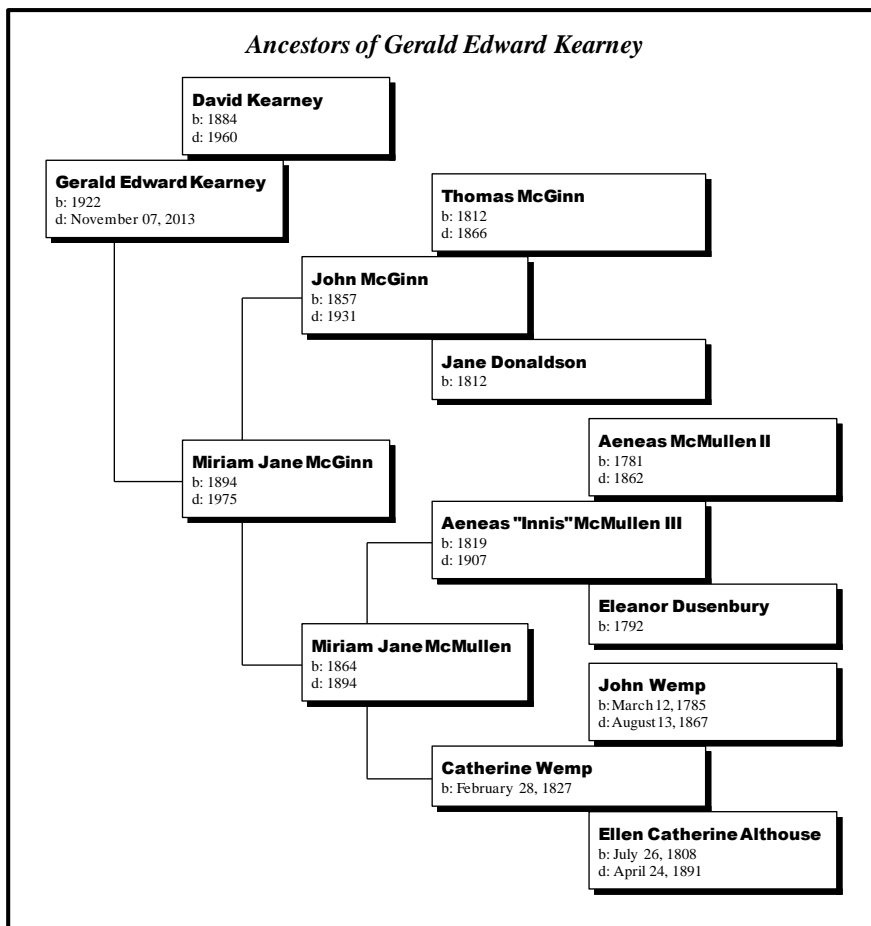 Ancestors of Gerald Edward Kearney
David Kearney
b: 1884
d: 1960
Gerald Edward Kearney
b: 1922
d: November 07, 2013
Thomas McGinn
b: 1812
d: 1866
John McGinn
b: 1857
d: 1931
Jane Donaldson
b: 1812
Aeneas McMullen II
b: 1781
d: 1862
Miriam Jane McGinn
b: 1894
d: 1975
Aeneas "Innis" McMullen III
b: 1819
d: 1907
Eleanor Dusenbury
b: 1792
Miriam Jane McMullen
b: 1864
d: 1894
John Wemp
b: March 12, 1785
d: August 13, 1867
Catherine Wemp
b: February 28, 1827
Ellen Catherine Althouse
b: July 26, 1808
d: April 24, 1891